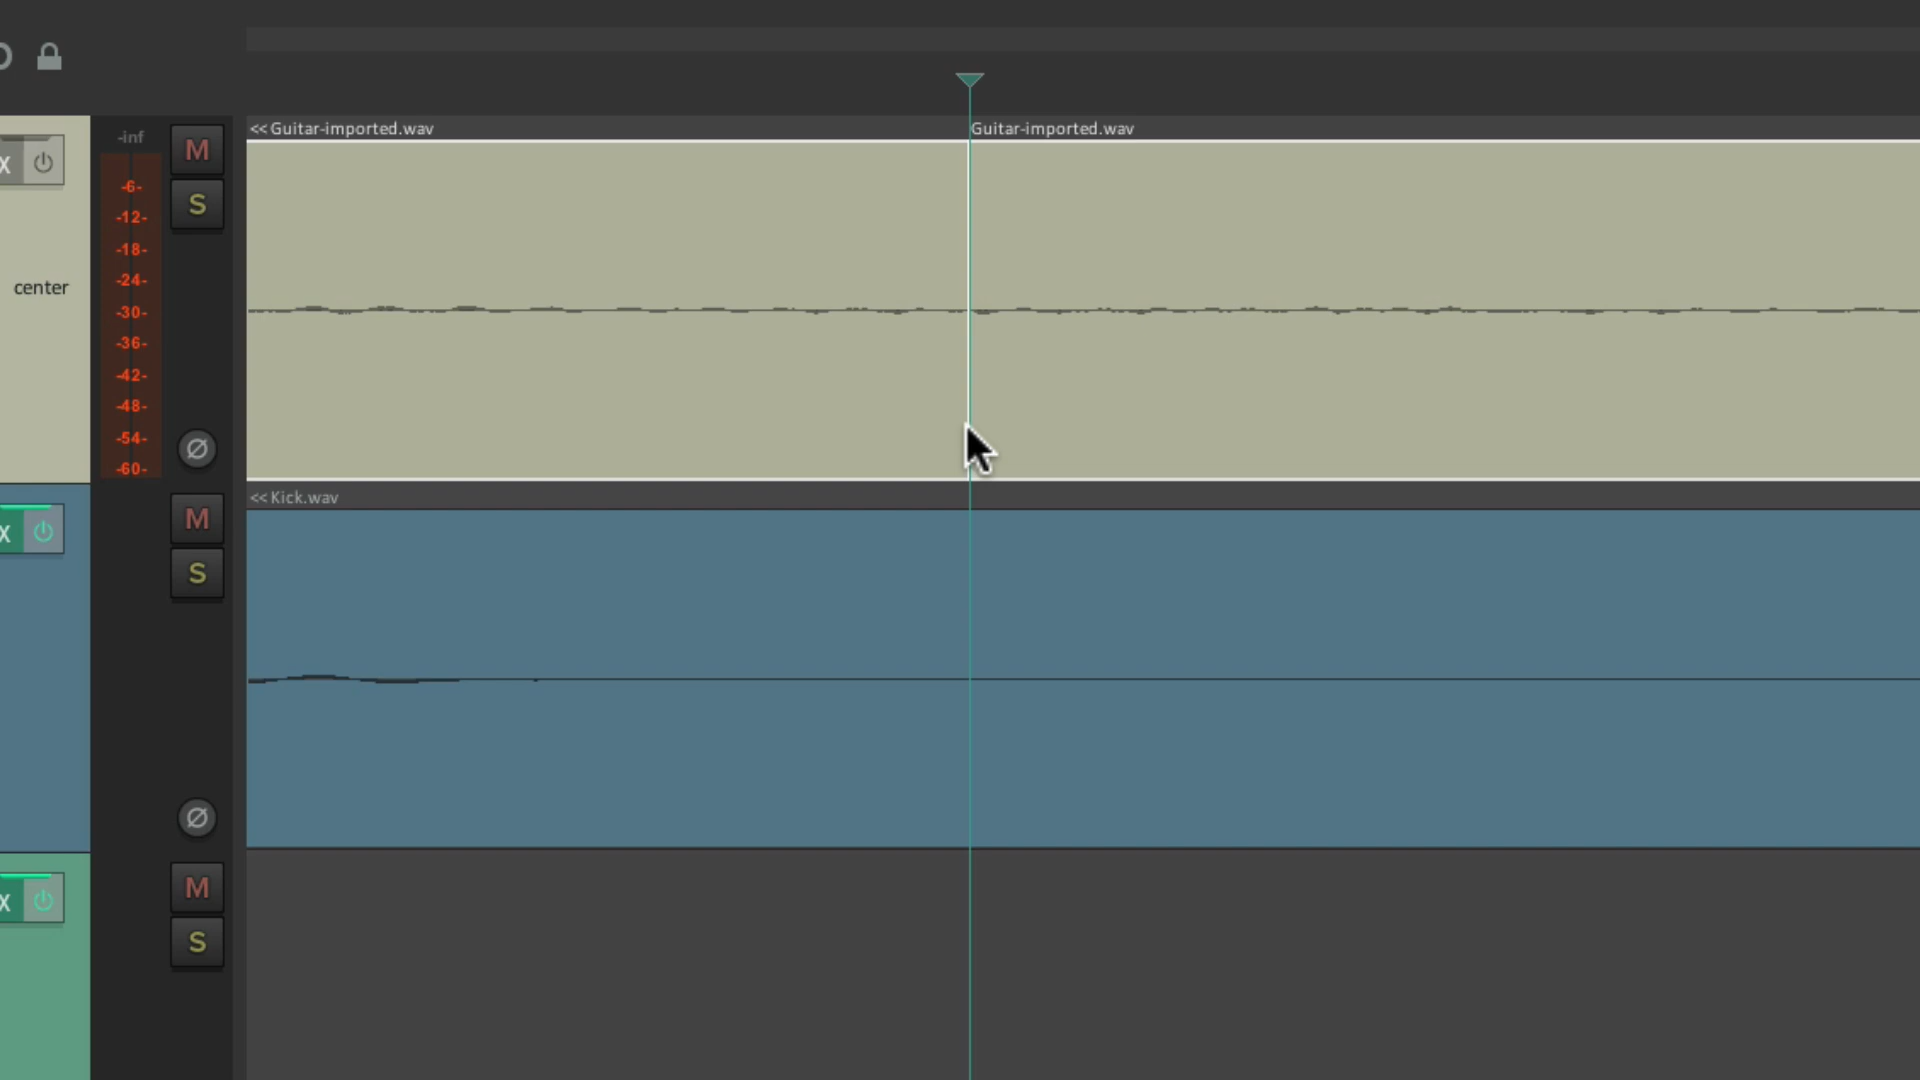 << Guitar-imported.wav
Guitar-imported.wav
-inf
M
X
-6-
S
-12-
-18-
-24-
center
-30-
-36-
-42-
-48-
-54-
Ø
-60-
<< Kick.wav
M
X
S
Ø
M
X
S